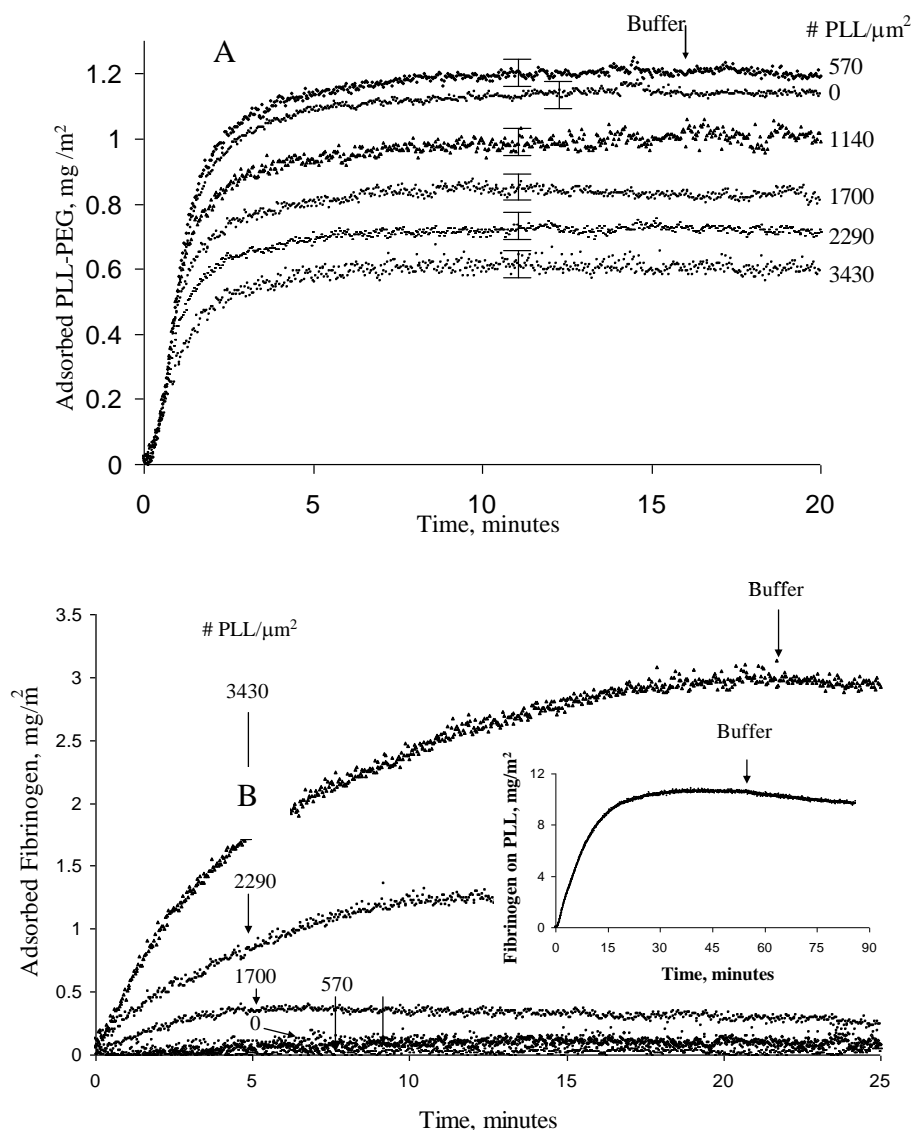 # PLL/μm²
Buffer
A
570
0
1140
1700
2290
3430
Adsorbed PLL-PEG, mg /m²
1.2
1
0.8
0.6
0.4
0.2
0
0 5 10 15 20
Time, minutes
Buffer
# PLL/μm²
3430
B
2290
1700
570
0
Adsorbed Fibrinogen, mg/m²
3.5
3
2.5
2
1.5
1
0.5
0
0 5 10 15 20 25
Time, minutes
Buffer
Fibrinogen on PLL, mg/m²
12
8
4
0
0 15 30 45 60 75 90
Time, minutes